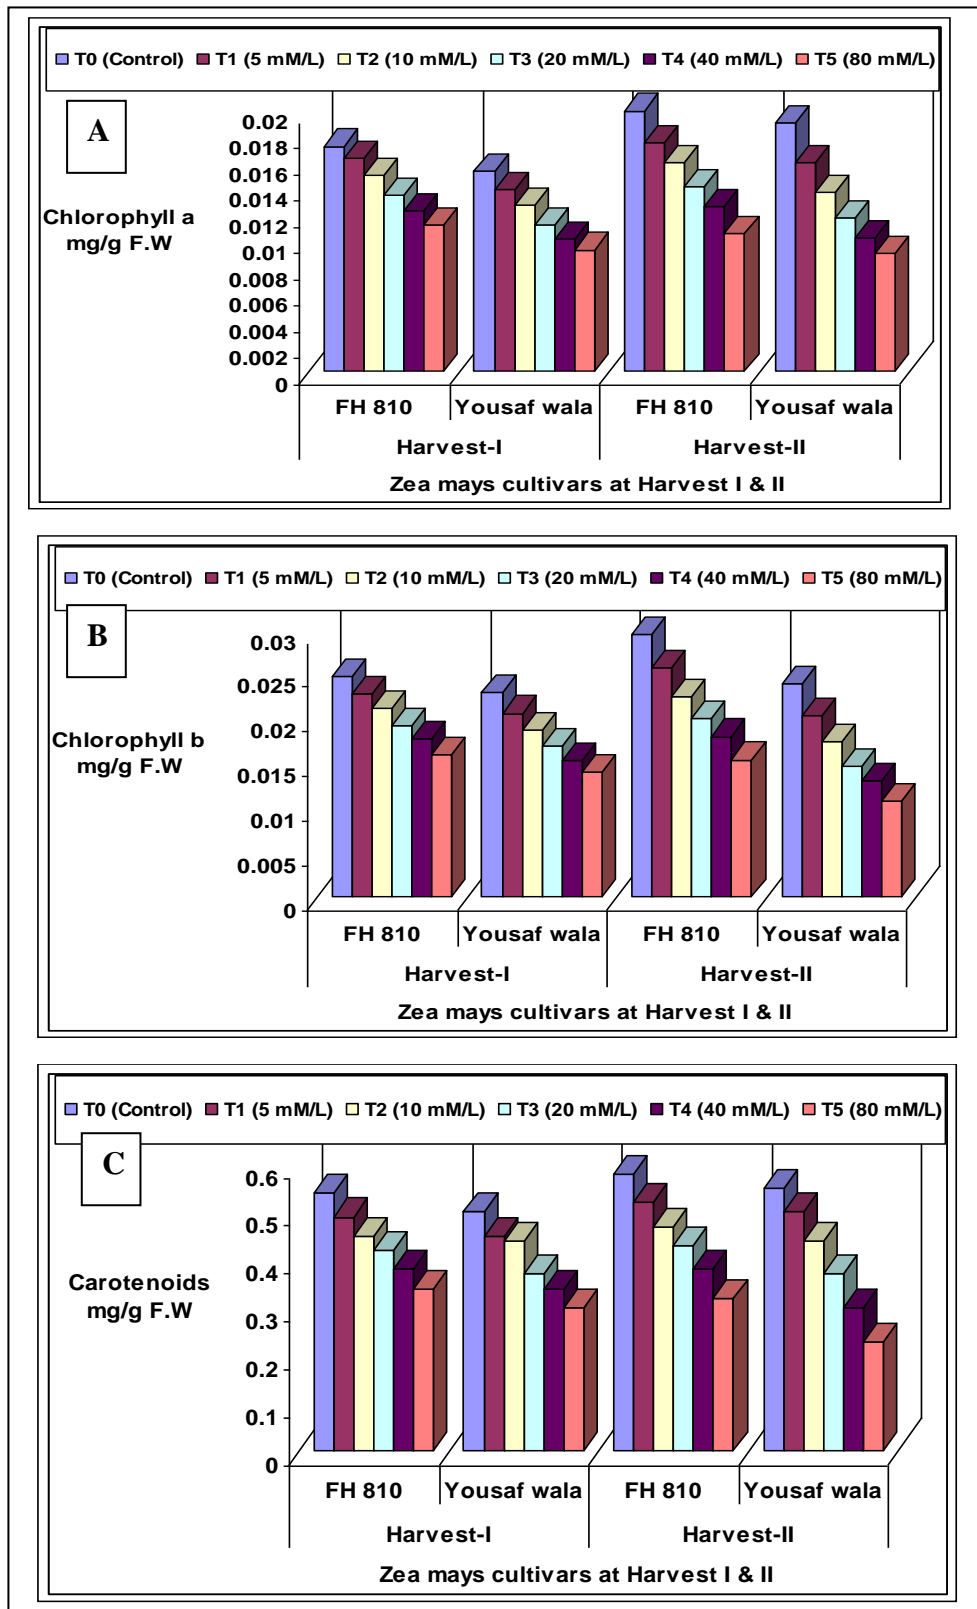 T0 (Control) T1 (5 mM/L) T2 (10 mM/L) T3 (20 mM/L) T4 (40 mM/L) T5 (80 mM/L)
A
Chlorophyll a
mg/g F.W
0.02
0.018
0.016
0.014
0.012
0.01
0.008
0.006
0.004
0.002
0
FH 810 Yousaf wala FH 810 Yousaf wala
Harvest-I Harvest-II
Zea mays cultivars at Harvest I & II
T0 (Control) T1 (5 mM/L) T2 (10 mM/L) T3 (20 mM/L) T4 (40 mM/L) T5 (80 mM/L)
B
Chlorophyll b
mg/g F.W
0.03
0.025
0.02
0.015
0.01
0.005
0
FH 810 Yousaf wala FH 810 Yousaf wala
Harvest-I Harvest-II
Zea mays cultivars at Harvest I & II
T0 (Control) T1 (5 mM/L) T2 (10 mM/L) T3 (20 mM/L) T4 (40 mM/L) T5 (80 mM/L)
C
Carotenoids
mg/g F.W
0.6
0.5
0.4
0.3
0.2
0.1
0
FH 810 Yousaf wala FH 810 Yousaf wala
Harvest-I Harvest-II
Zea mays cultivars at Harvest I & II